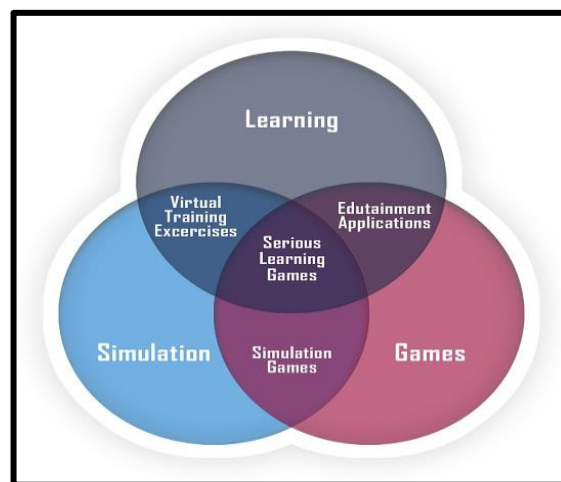 Learning
Virtual
Training
Excercises
Edutainment
Applications
Serious
Learning
Games
Simulation
Simulation
Games
Games